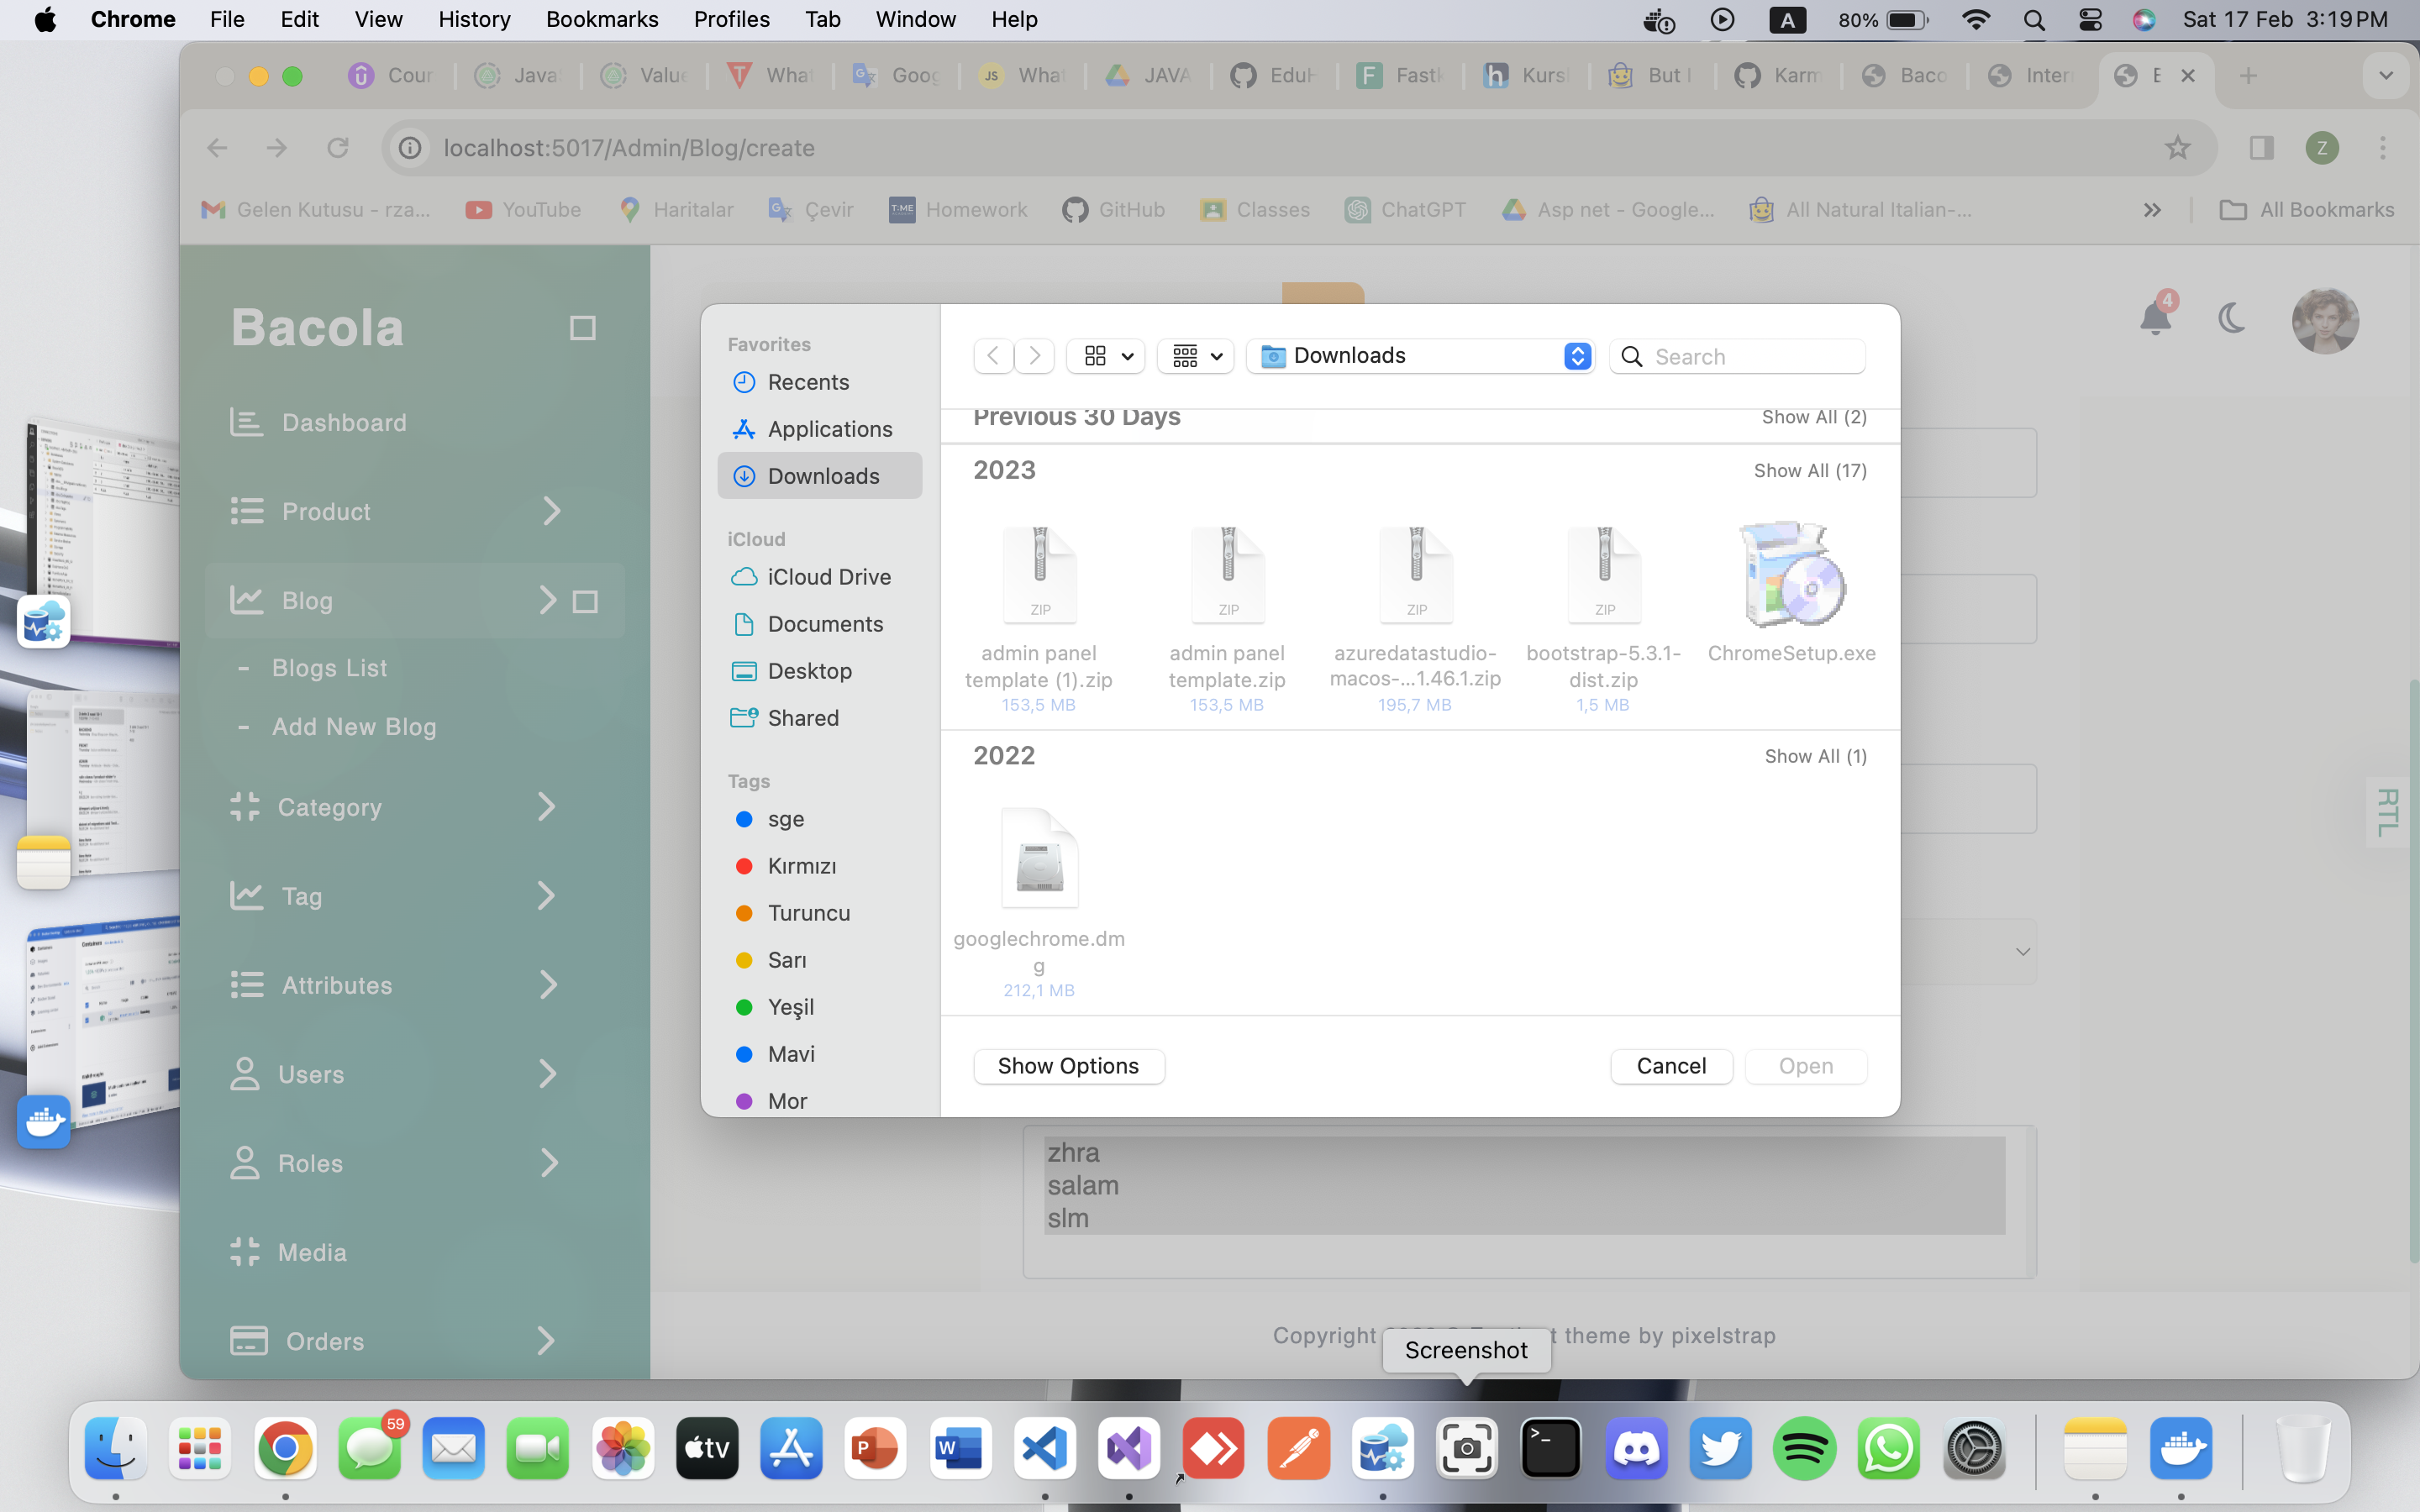 Chrome File Edit View History Bookmarks Profiles Tab Window Help
A 80% Sat 17 Feb 3:19 PM
Cour Java Value What Goog What JAVA EduH Fastk Kursl But I Karm Baco Inter E
localhost:5017/Admin/Blog/create
Z
Gelen Kutusu - rza... YouTube Haritalar Çevir Homework GitHub Classes ChatGPT Asp net - Google... All Natural Italian-... All Bookmarks
Bacola
Dashboard
Product
Blog
- Blogs List
- Add New Blog
Category
Tag
Attributes
Users
Roles
Media
Orders
4
Favorites
Recents
Applications
Downloads
iCloud
iCloud Drive
Documents
Desktop
Shared
Tags
sge
Kırmızı
Turuncu
Sarı
Yeşil
Mavi
Mor
Downloads
Search
Previous 30 Days Show All (2)
2023 Show All (17)
ZIP ZIP ZIP ZIP
admin panel
template (1).zip
153,5 MB
admin panel
template.zip
153,5 MB
azuredatastudio-
macos-...1.46.1.zip
195,7 MB
bootstrap-5.3.1-
dist.zip
1,5 MB
ChromeSetup.exe
2022 Show All (1)
googlechrome.dm
g
212,1 MB
Show Options Cancel Open
RTL
zhra
salam
slm
Copyright theme by pixelstrap
Screenshot
59
tv